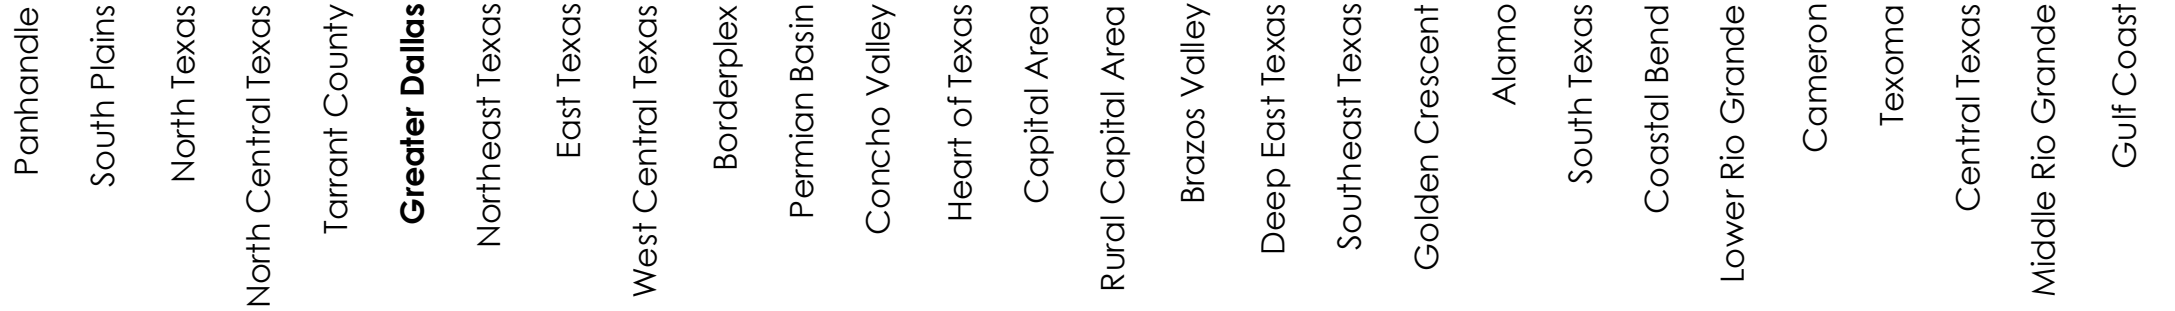 Panhandle
South Plains
North Texas
North Central Texas
Tarrant County
Greater Dallas
Northeast Texas
East Texas
West Central Texas
Borderplex
Permian Basin
Concho Valley
Heart of Texas
Capital Area
Rural Capital Area
Brazos Valley
Deep East Texas
Southeast Texas
Golden Crescent
Alamo
South Texas
Coastal Bend
Lower Rio Grande
Cameron
Texoma
Central Texas
Middle Rio Grande
Gulf Coast